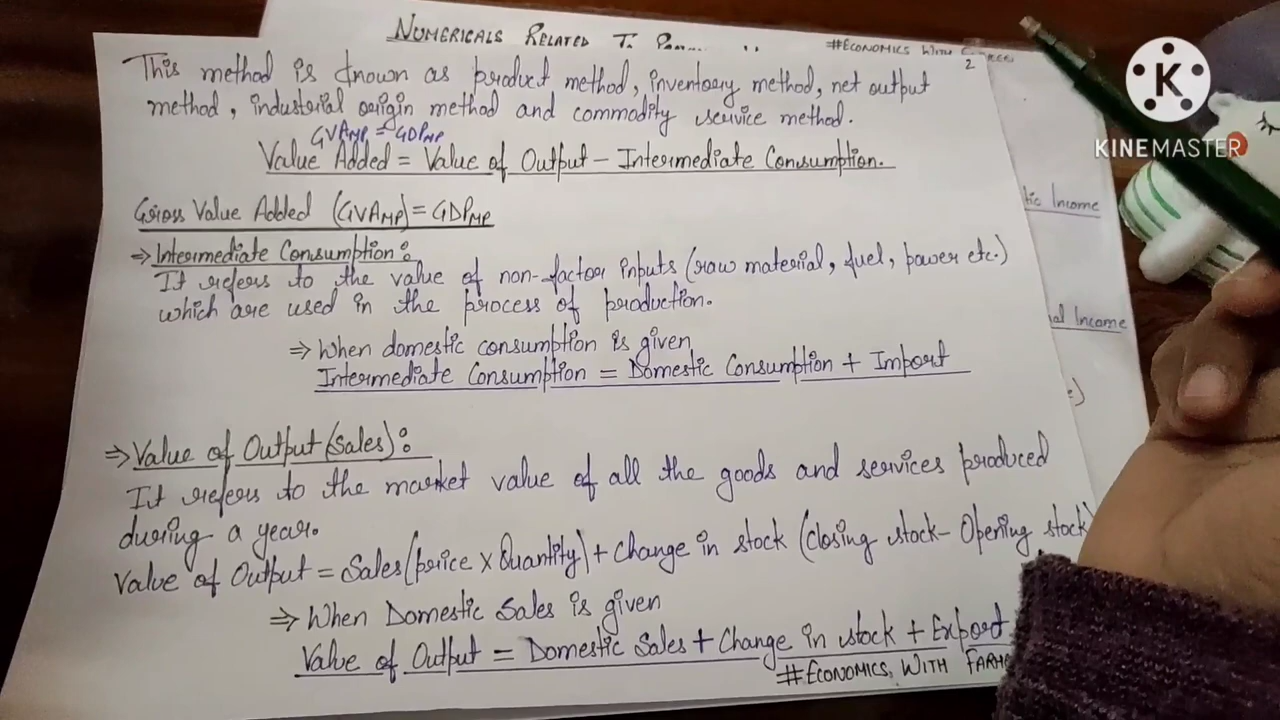 NUMERICALS RELATED TO
#ECONOMICS WITH
2
This method is known as product method, inventory method, net output
method, industrial origin method and commodity service method.
GVAMP = GDPMP
Value Added = Value of Output - Intermediate Consumption.
Gross Value Added (GVAMP) = GDPMP
⇒ Intermediate Consumption:
It refers to the value of non-factor inputs (raw material, fuel, power etc.)
which are used in the process of production.
⇒ When domestic consumption is given
Intermediate Consumption = Domestic Consumption + Import
⇒ Value of Output (Sales):
It refers to the market value of all the goods and services produced
during a year.
Value of Output = Sales (price × Quantity) + Change in stock (closing stock - Opening stock)
⇒ When Domestic Sales is given
Value of Output = Domestic Sales + Change in stock + Export
#ECONOMICS WITH
K
KINEMASTER
Income
Income